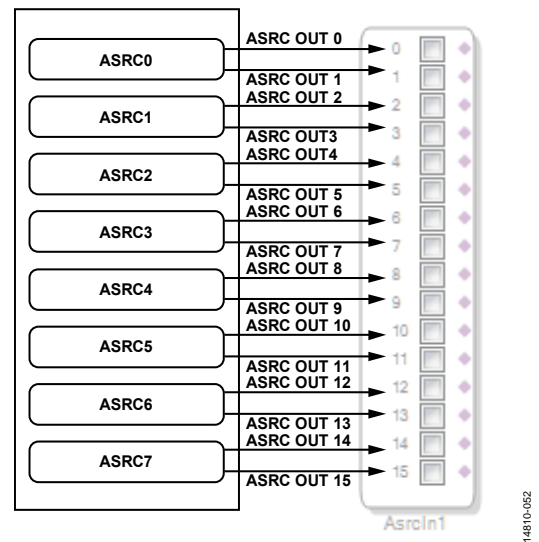 ASRC OUT 0
0
ASRC0
ASRC OUT 1
1
ASRC OUT 2
2
ASRC1
ASRC OUT3
3
ASRC OUT4
4
ASRC2
ASRC OUT 5
5
ASRC OUT 6
6
ASRC3
ASRC OUT 7
7
ASRC OUT 8
8
ASRC4
ASRC OUT 9
9
ASRC OUT 10
10
ASRC5
ASRC OUT 11
11
ASRC OUT 12
12
ASRC6
ASRC OUT 13
13
ASRC OUT 14
14
ASRC7
ASRC OUT 15
15
AsrcIn1
14810-052